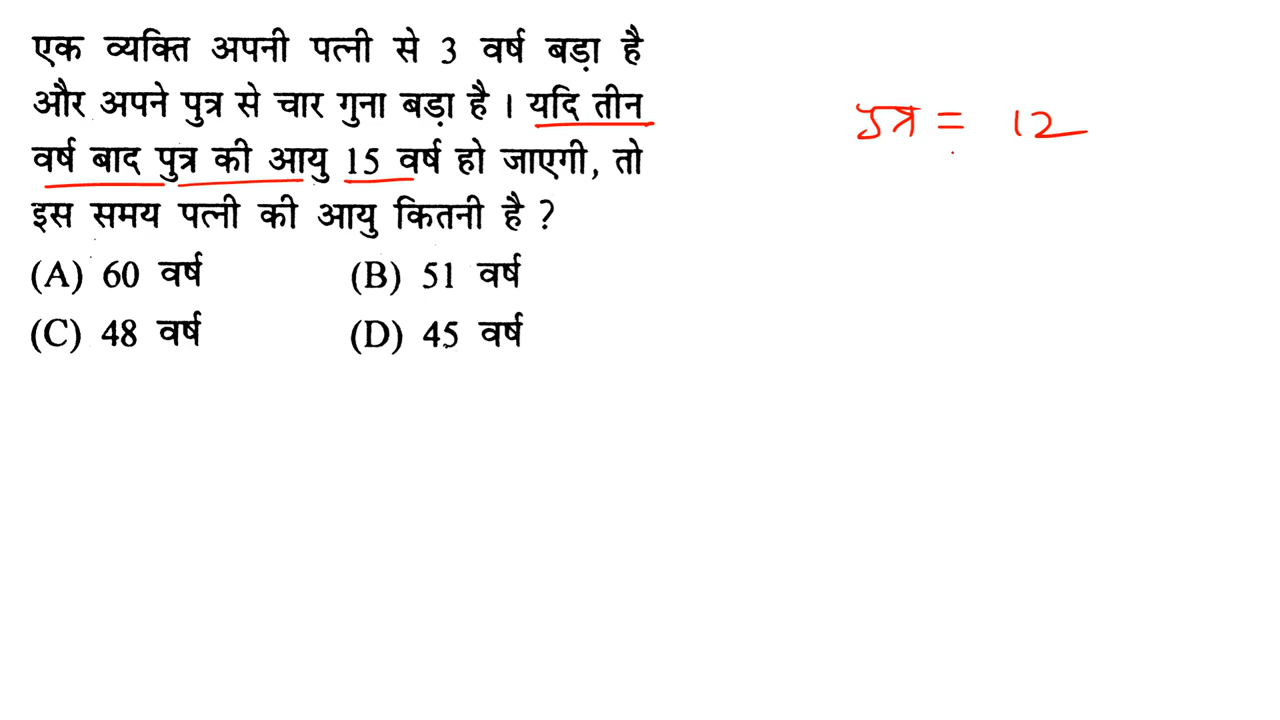 एक व्यक्ति अपनी पत्नी से 3 वर्ष बड़ा है
और अपने पुत्र से चार गुना बड़ा है । यदि तीन
वर्ष बाद पुत्र की आयु 15 वर्ष हो जाएगी, तो
इस समय पत्नी की आयु कितनी है ?
(A) 60 वर्ष (B) 51 वर्ष
(C) 48 वर्ष (D) 45 वर्ष
पुत्र = 12